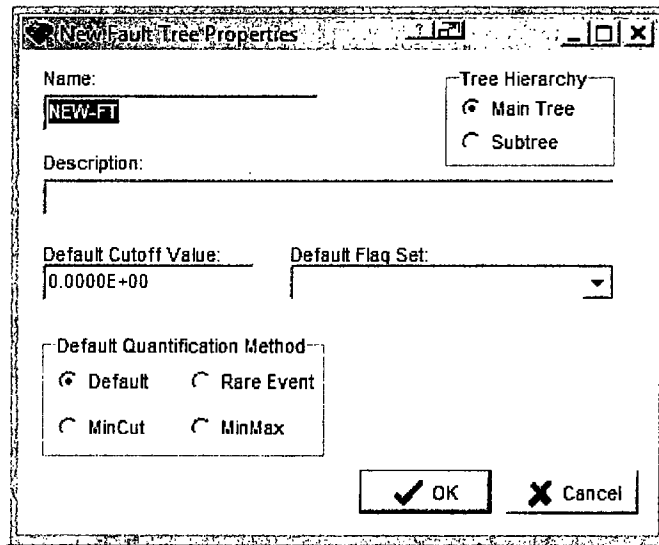 New Fault Tree Properties
Name:
NEW-FT
Tree Hierarchy
Main Tree
Subtree
Description:
Default Cutoff Value:
0.0000E+00
Default Flag Set:
Default Quantification Method
Default
Rare Event
MinCut
MinMax
OK
Cancel